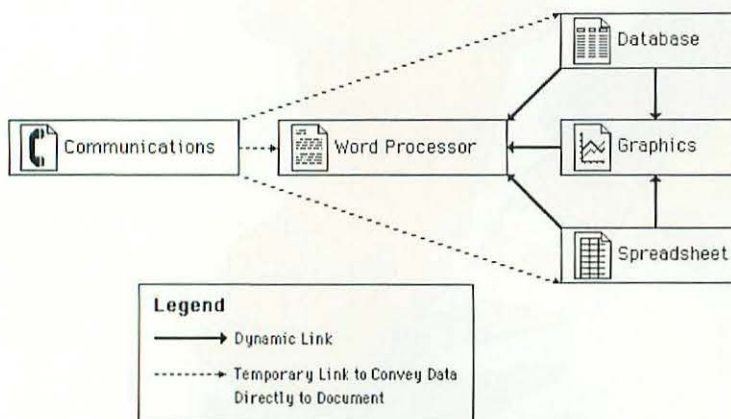 Database
Communications
Word Processor
Graphics
Spreadsheet
Legend
Dynamic Link
Temporary Link to Convey Data
Directly to Document